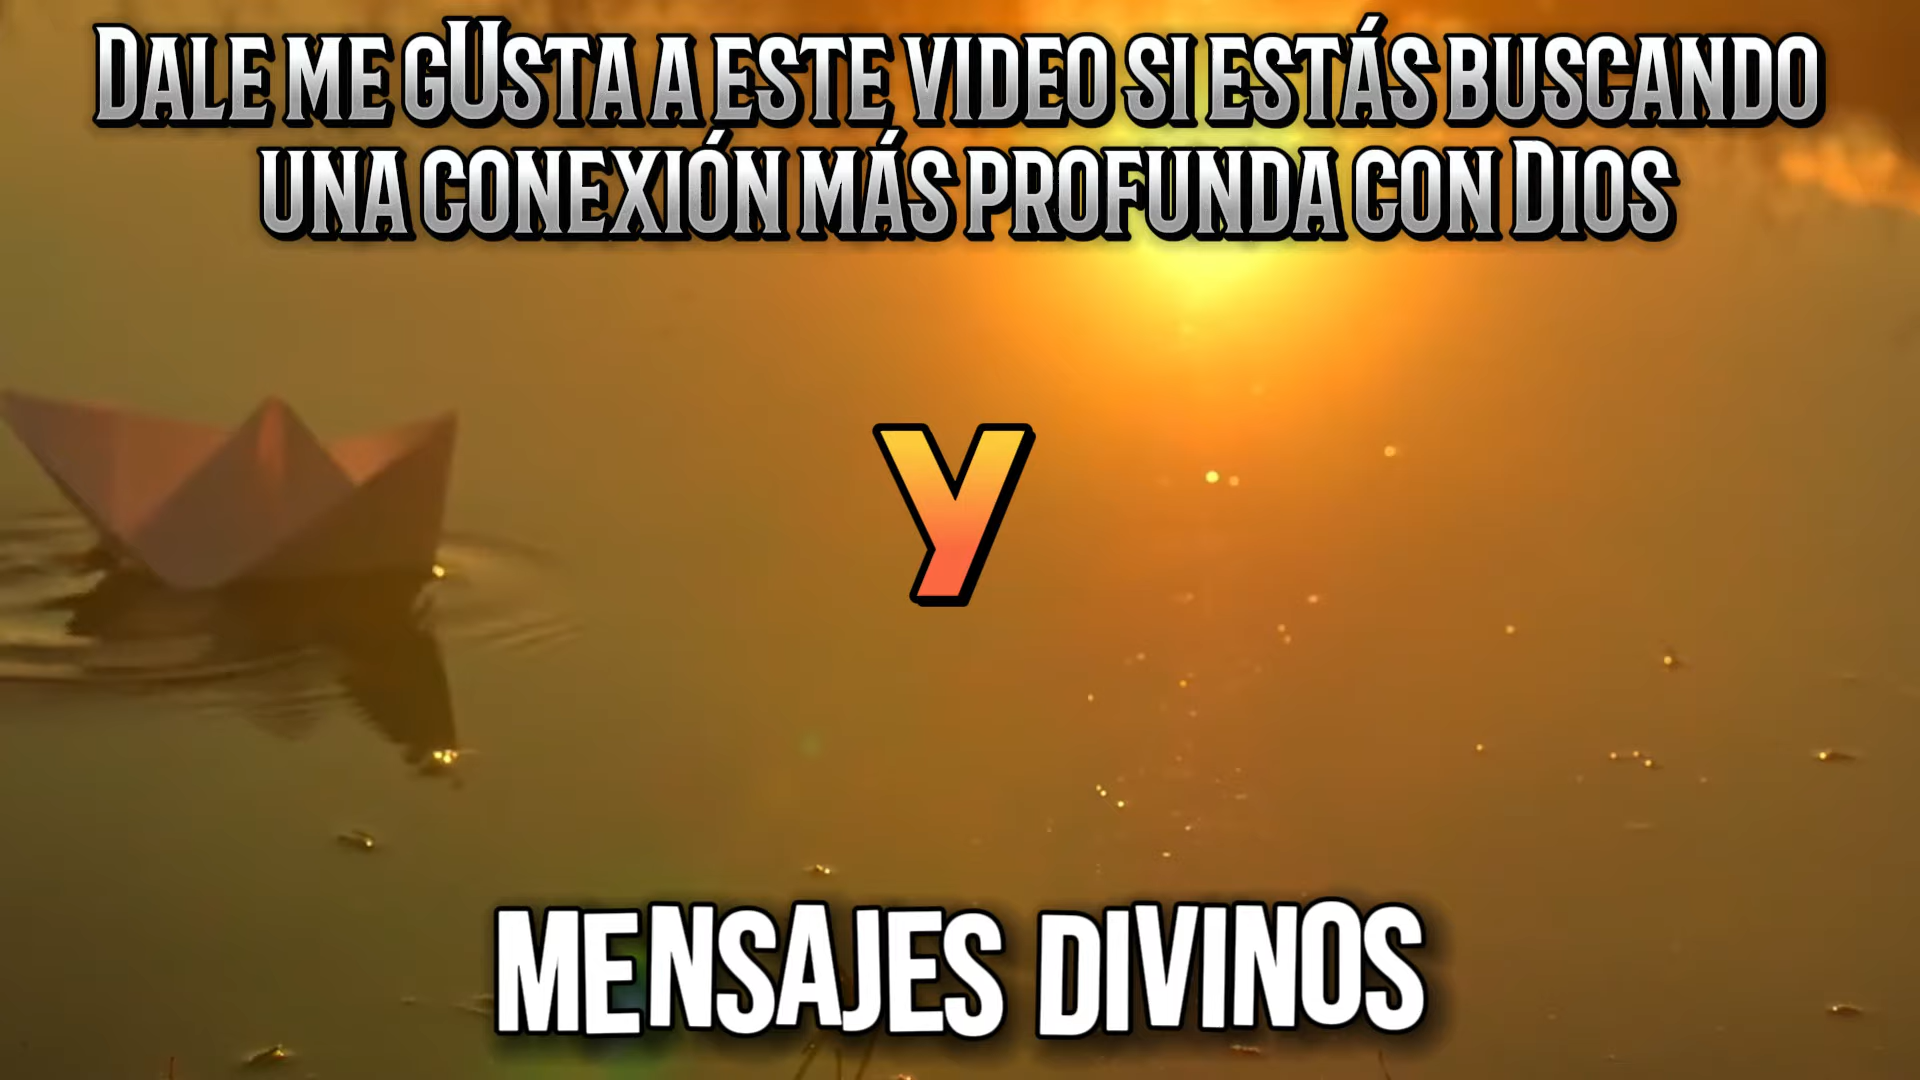 DALE ME GUSTA A ESTE VIDEO SI ESTÁS BUSCANDO
UNA CONEXIÓN MÁS PROFUNDA CON DIOS
Y
MENSAJES DIVINOS